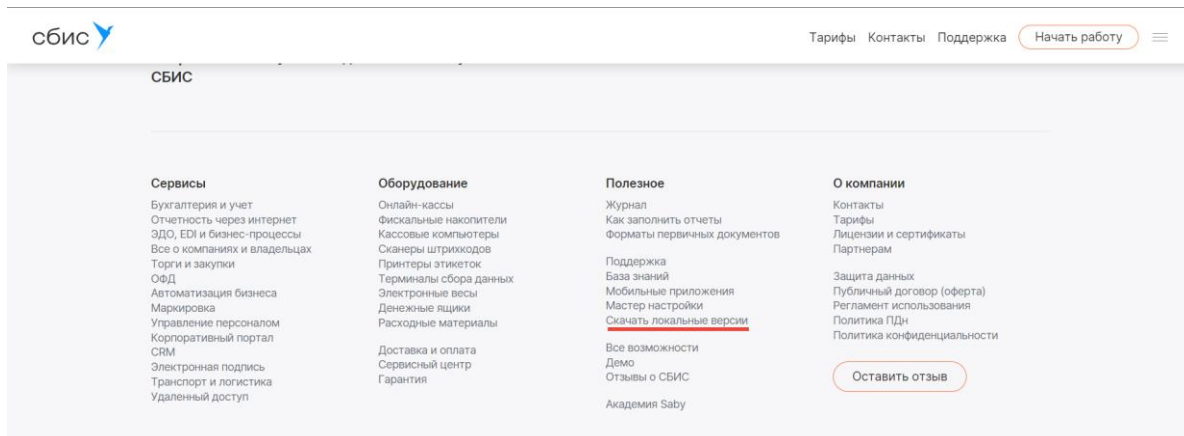 сбис
Тарифы Контакты Поддержка Начать работу
СБИС
Сервисы
Бухгалтерия и учет
Отчетность через интернет
ЭДО, EDI и бизнес-процессы
Все о компаниях и владельцах
Торги и закупки
ОФД
Автоматизация бизнеса
Маркировка
Управление персоналом
Корпоративный портал
CRM
Электронная подпись
Транспорт и логистика
Удаленный доступ
Оборудование
Онлайн-кассы
Фискальные накопители
Кассовые компьютеры
Сканеры штрихкодов
Принтеры этикеток
Терминалы сбора данных
Электронные весы
Денежные ящики
Расходные материалы
Доставка и оплата
Сервисный центр
Гарантия
Полезное
Журнал
Как заполнить отчеты
Форматы первичных документов
Поддержка
База знаний
Мобильные приложения
Мастер настройки
Скачать локальные версии
Все возможности
Демо
Отзывы о СБИС
Академия Saby
О компании
Контакты
Тарифы
Лицензии и сертификаты
Партнерам
Защита данных
Публичный договор (оферта)
Регламент использования
Политика ПДн
Политика конфиденциальности
Оставить отзыв